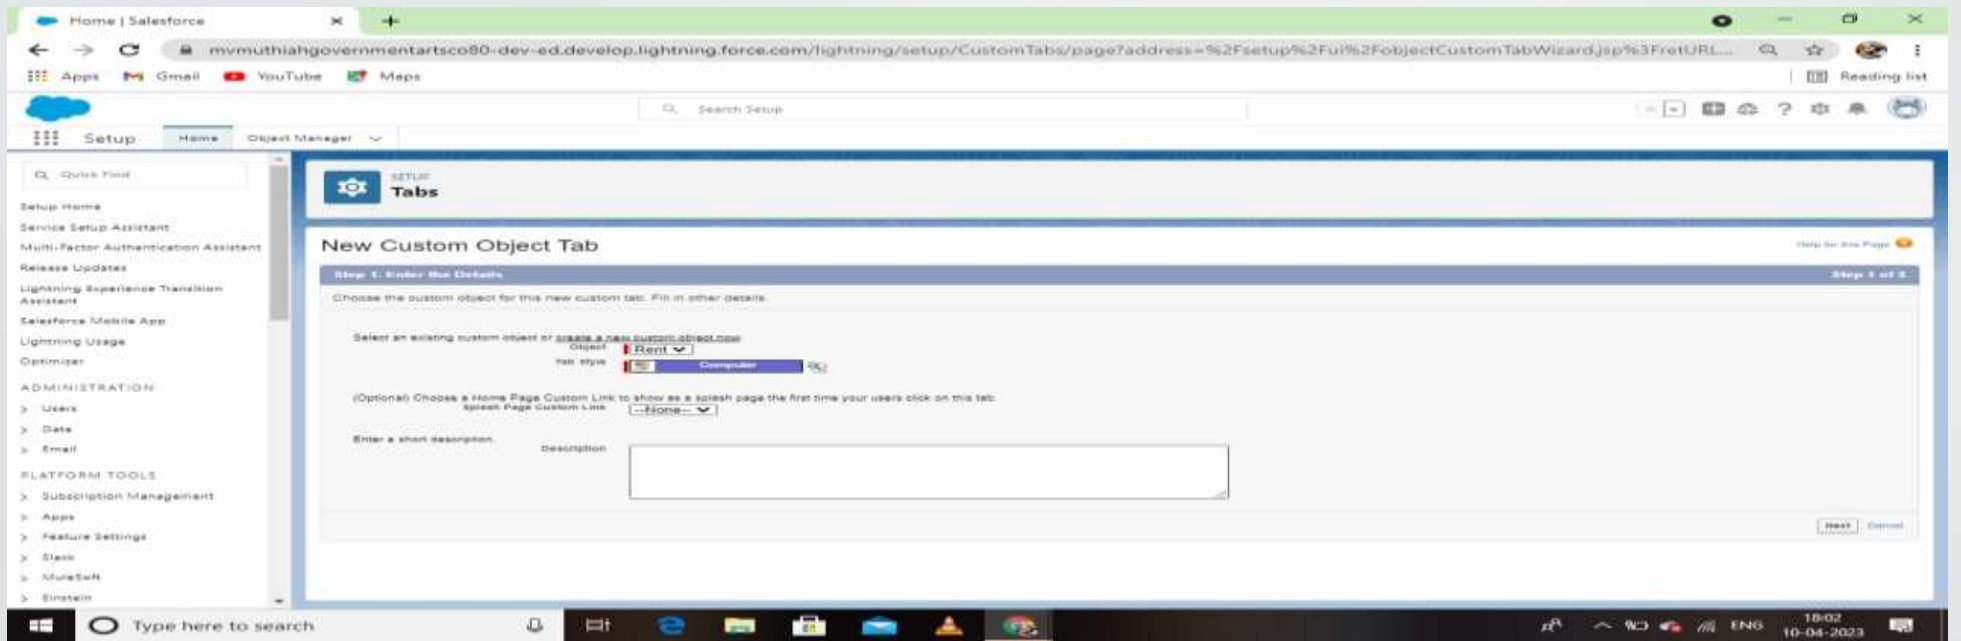 Home | Salesforce
mvmuthiahgovernmentartsco80-dev-ed.develop.lightning.force.com/lightning/setup/CustomTabs/page?address=%2Fsetup%2Fui%2FobjectCustomTabWizard.jsp%3FretURL...
Apps Gmail YouTube Maps Reading list
Search Setup
Setup Home Object Manager
Quick Find
Setup Home
Service Setup Assistant
Multi-Factor Authentication Assistant
Release Updates
Lightning Experience Transition
Assistant
Salesforce Mobile App
Lightning Usage
Optimizer
ADMINISTRATION
> Users
> Data
> Email
PLATFORM TOOLS
> Subscription Management
> Apps
> Feature Settings
> Slack
> MuleSoft
> Einstein
SETUP
Tabs
New Custom Object Tab
Help for this Page
Step 1. Enter the Details
Step 1 of 3
Choose the custom object for this new custom tab. Fill in other details.
Select an existing custom object or create a new custom object now.
Object Rent
Tab Style Computer
(Optional) Choose a Home Page Custom Link to show as a splash page the first time your users click on this tab.
Splash Page Custom Link --None--
Enter a short description.
Description
Next Cancel
Type here to search
ENG
18:02
10-04-2023